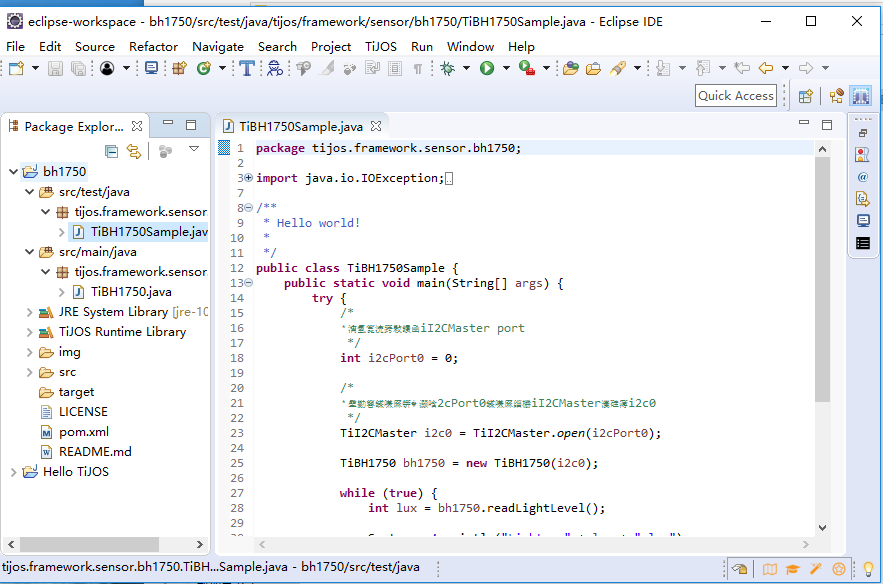 eclipse-workspace - bh1750/src/test/java/tijos/framework/sensor/bh1750/TiBH1750Sample.java - Eclipse IDE
File Edit Source Refactor Navigate Search Project TiJOS Run Window Help
Quick Access
Package Explor...
bh1750
src/test/java
tijos.framework.sensor
TiBH1750Sample.jav
src/main/java
tijos.framework.sensor.
TiBH1750.java
JRE System Library [jre-10
TiJOS Runtime Library
img
src
target
LICENSE
pom.xml
README.md
Hello TiJOS
TiBH1750Sample.java
1 package tijos.framework.sensor.bh1750;
2
3 import java.io.IOException;
7
8 /**
9 * Hello world!
10 *
11 */
12 public class TiBH1750Sample {
13 public static void main(String[] args) {
14 try {
15 /*
16 * iI2CMaster port
17 */
18 int i2cPort0 = 0;
19
20 /*
21 * 2cPort0 iI2CMaster i2c0
22 */
23 TiI2CMaster i2c0 = TiI2CMaster.open(i2cPort0);
24
25 TiBH1750 bh1750 = new TiBH1750(i2c0);
26
27 while (true) {
28 int lux = bh1750.readLightLevel();
29
tijos.framework.sensor.bh1750.TiBH...Sample.java - bh1750/src/test/java